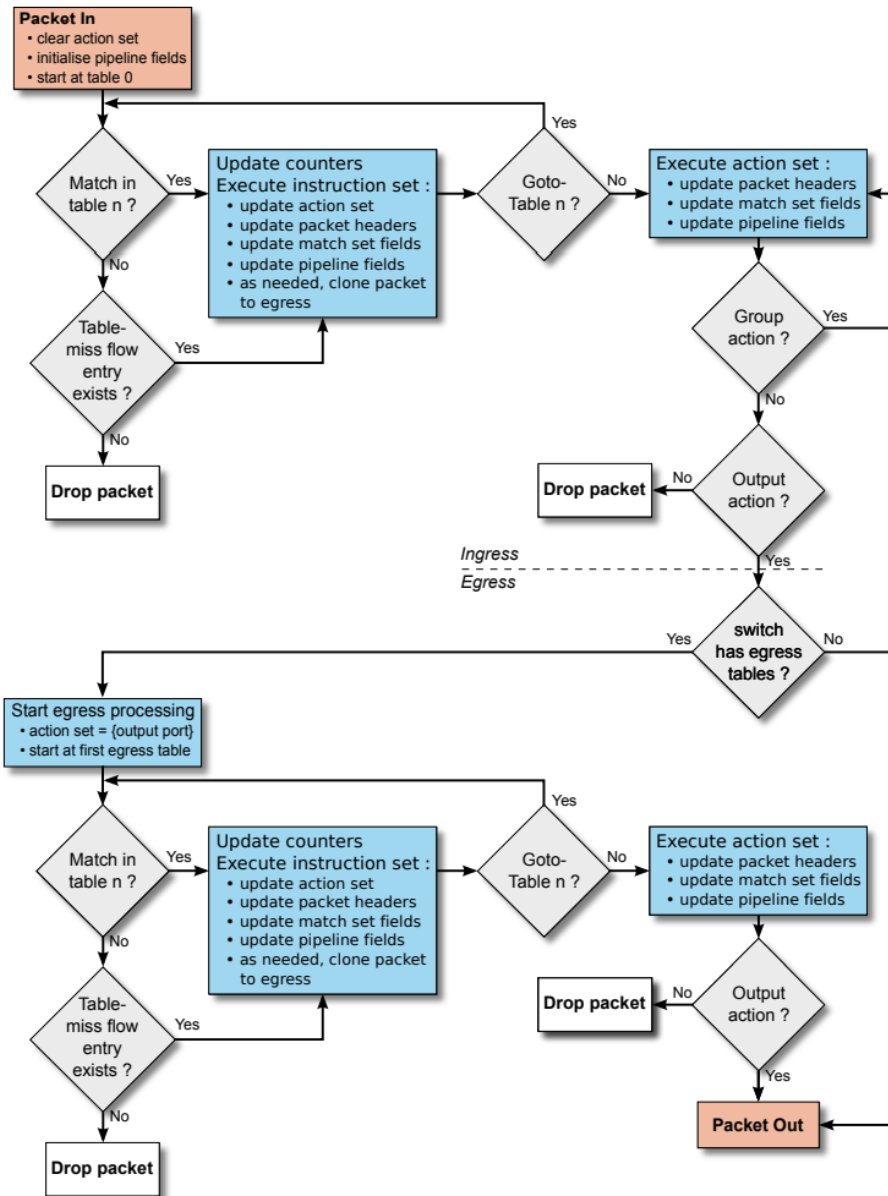 Packet In
• clear action set
• initialise pipeline fields
• start at table 0
Yes
Match in
table n ?
Yes
Update counters
Execute instruction set :
• update action set
• update packet headers
• update match set fields
• update pipeline fields
• as needed, clone packet
to egress
Goto-
Table n ?
No
Execute action set :
• update packet headers
• update match set fields
• update pipeline fields
No
Table-
miss flow
entry
exists ?
Yes
Group
action ?
Yes
No
No
Drop packet
Drop packet
No
Output
action ?
Yes
Ingress
Egress
Yes
switch
has egress
tables ?
No
Start egress processing
• action set = {output port}
• start at first egress table
Yes
Match in
table n ?
Yes
Update counters
Execute instruction set :
• update action set
• update packet headers
• update match set fields
• update pipeline fields
• as needed, clone packet
to egress
Goto-
Table n ?
No
Execute action set :
• update packet headers
• update match set fields
• update pipeline fields
No
Table-
miss flow
entry
exists ?
Yes
Drop packet
No
Output
action ?
Yes
No
Packet Out
Drop packet